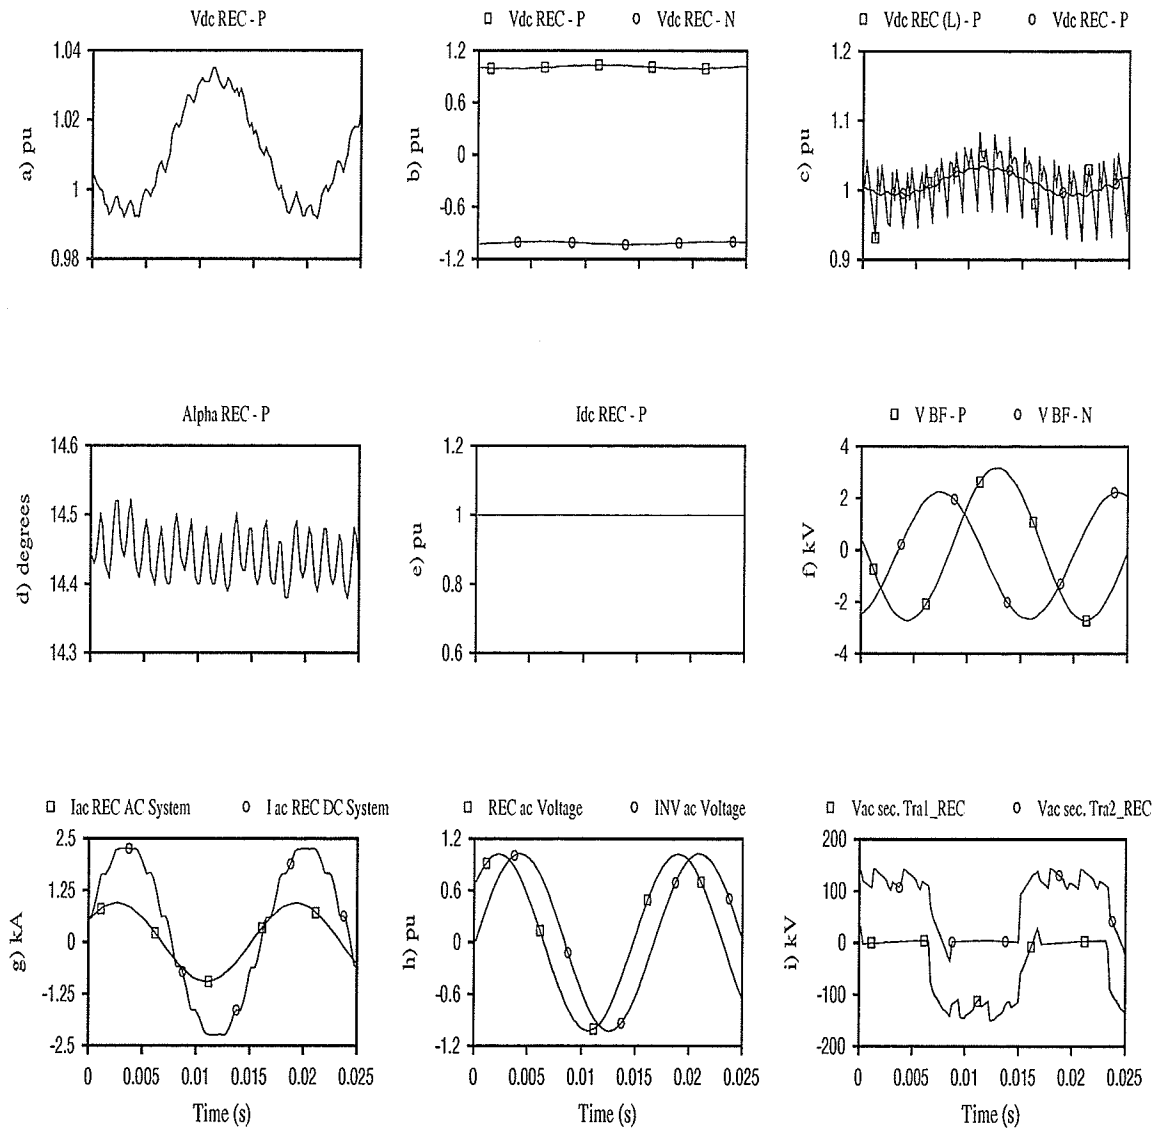 Vdc REC - P
1.04
1.02
1
0.98
a) pu
Vdc REC - P
Vdc REC - N
1.2
0.6
0
-0.6
-1.2
b) pu
Vdc REC (L) - P
Vdc REC - P
1.2
1.1
1
0.9
c) pu
Alpha REC - P
14.6
14.5
14.4
14.3
d) degrees
Idc REC - P
1.2
1
0.8
0.6
e) pu
V BF - P
V BF - N
4
2
0
-2
-4
f) kV
Iac REC AC System
I ac REC DC System
2.5
1.25
0
-1.25
-2.5
g) kA
0 0.005 0.01 0.015 0.02 0.025
Time (s)
REC ac Voltage
INV ac Voltage
1.2
0.6
0
-0.6
-1.2
h) pu
0 0.005 0.01 0.015 0.02 0.025
Time (s)
Vac sec. Tra1_REC
Vac sec. Tra2_REC
200
100
0
-100
-200
i) kV
0 0.005 0.01 0.015 0.02 0.025
Time (s)